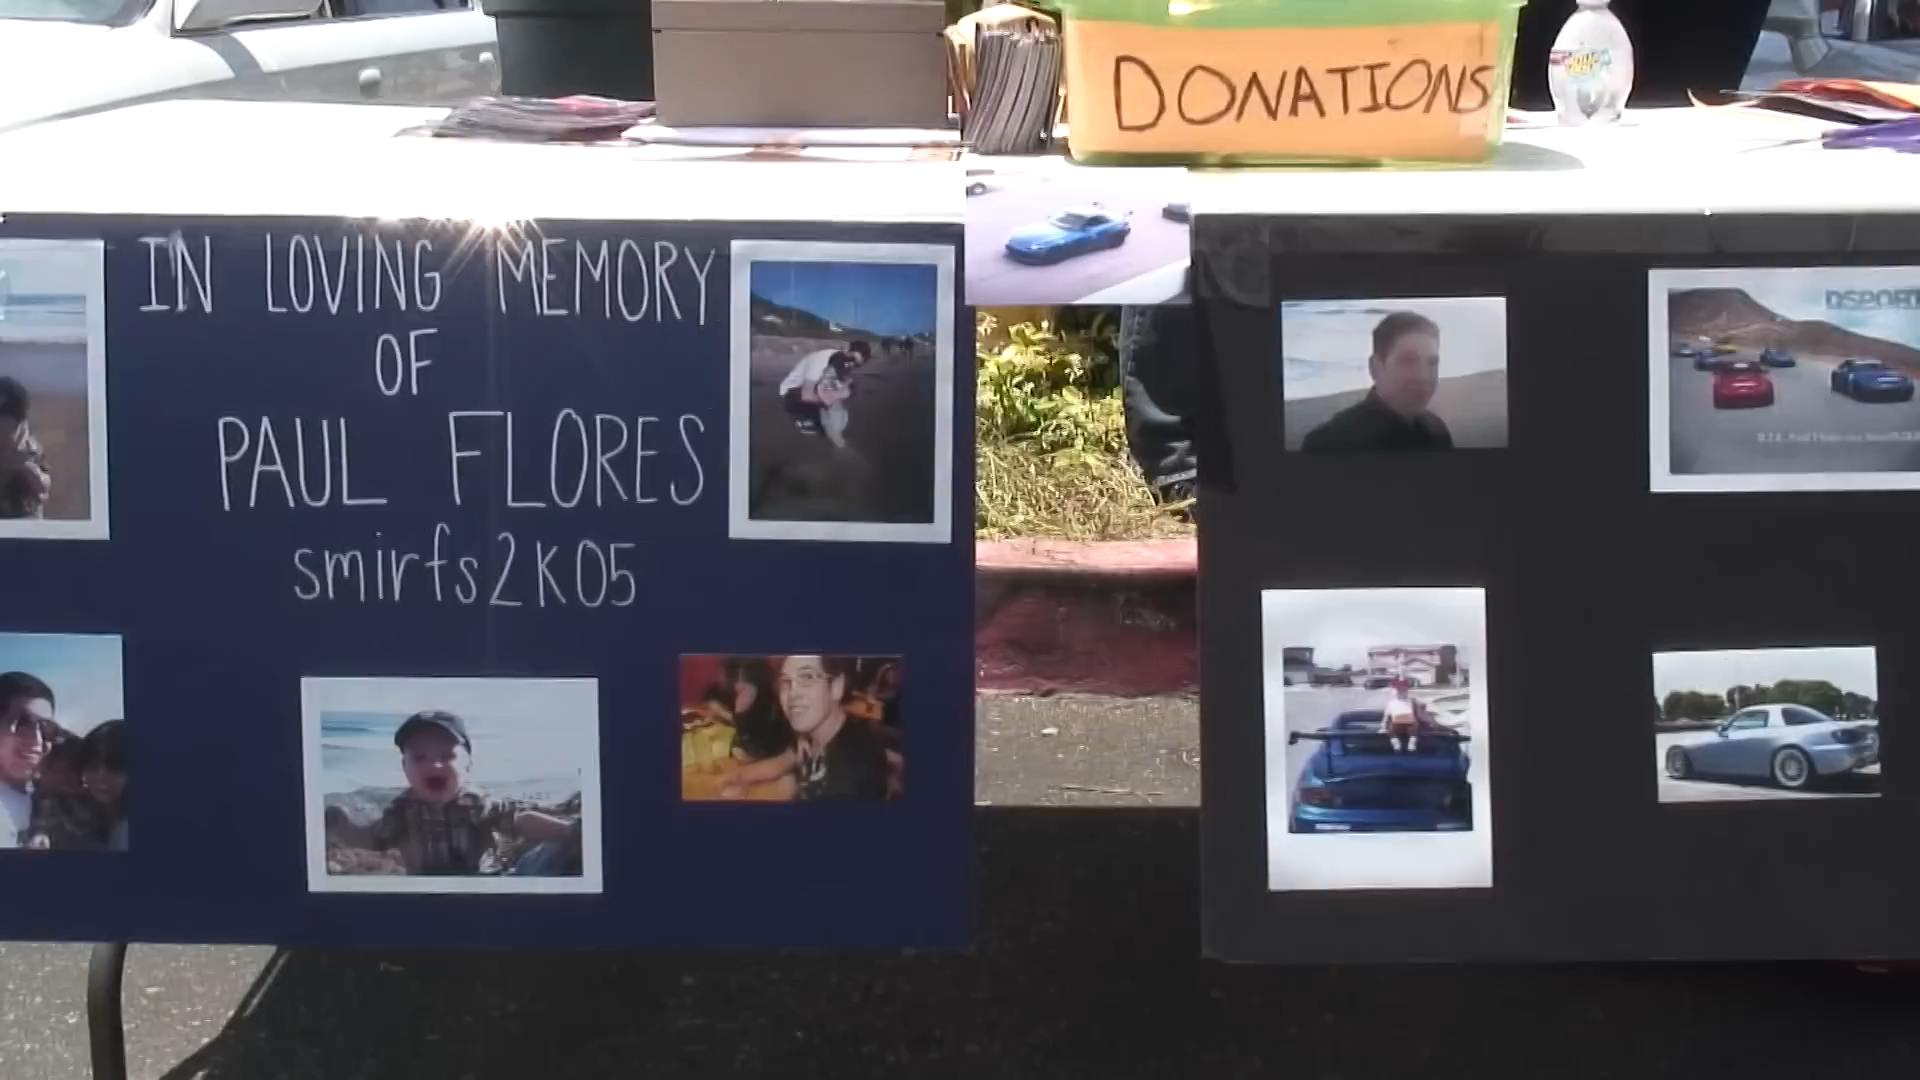 DONATIONS
IN LOVING MEMORY
OF
PAUL FLORES
smirfs2K05
DSPORT